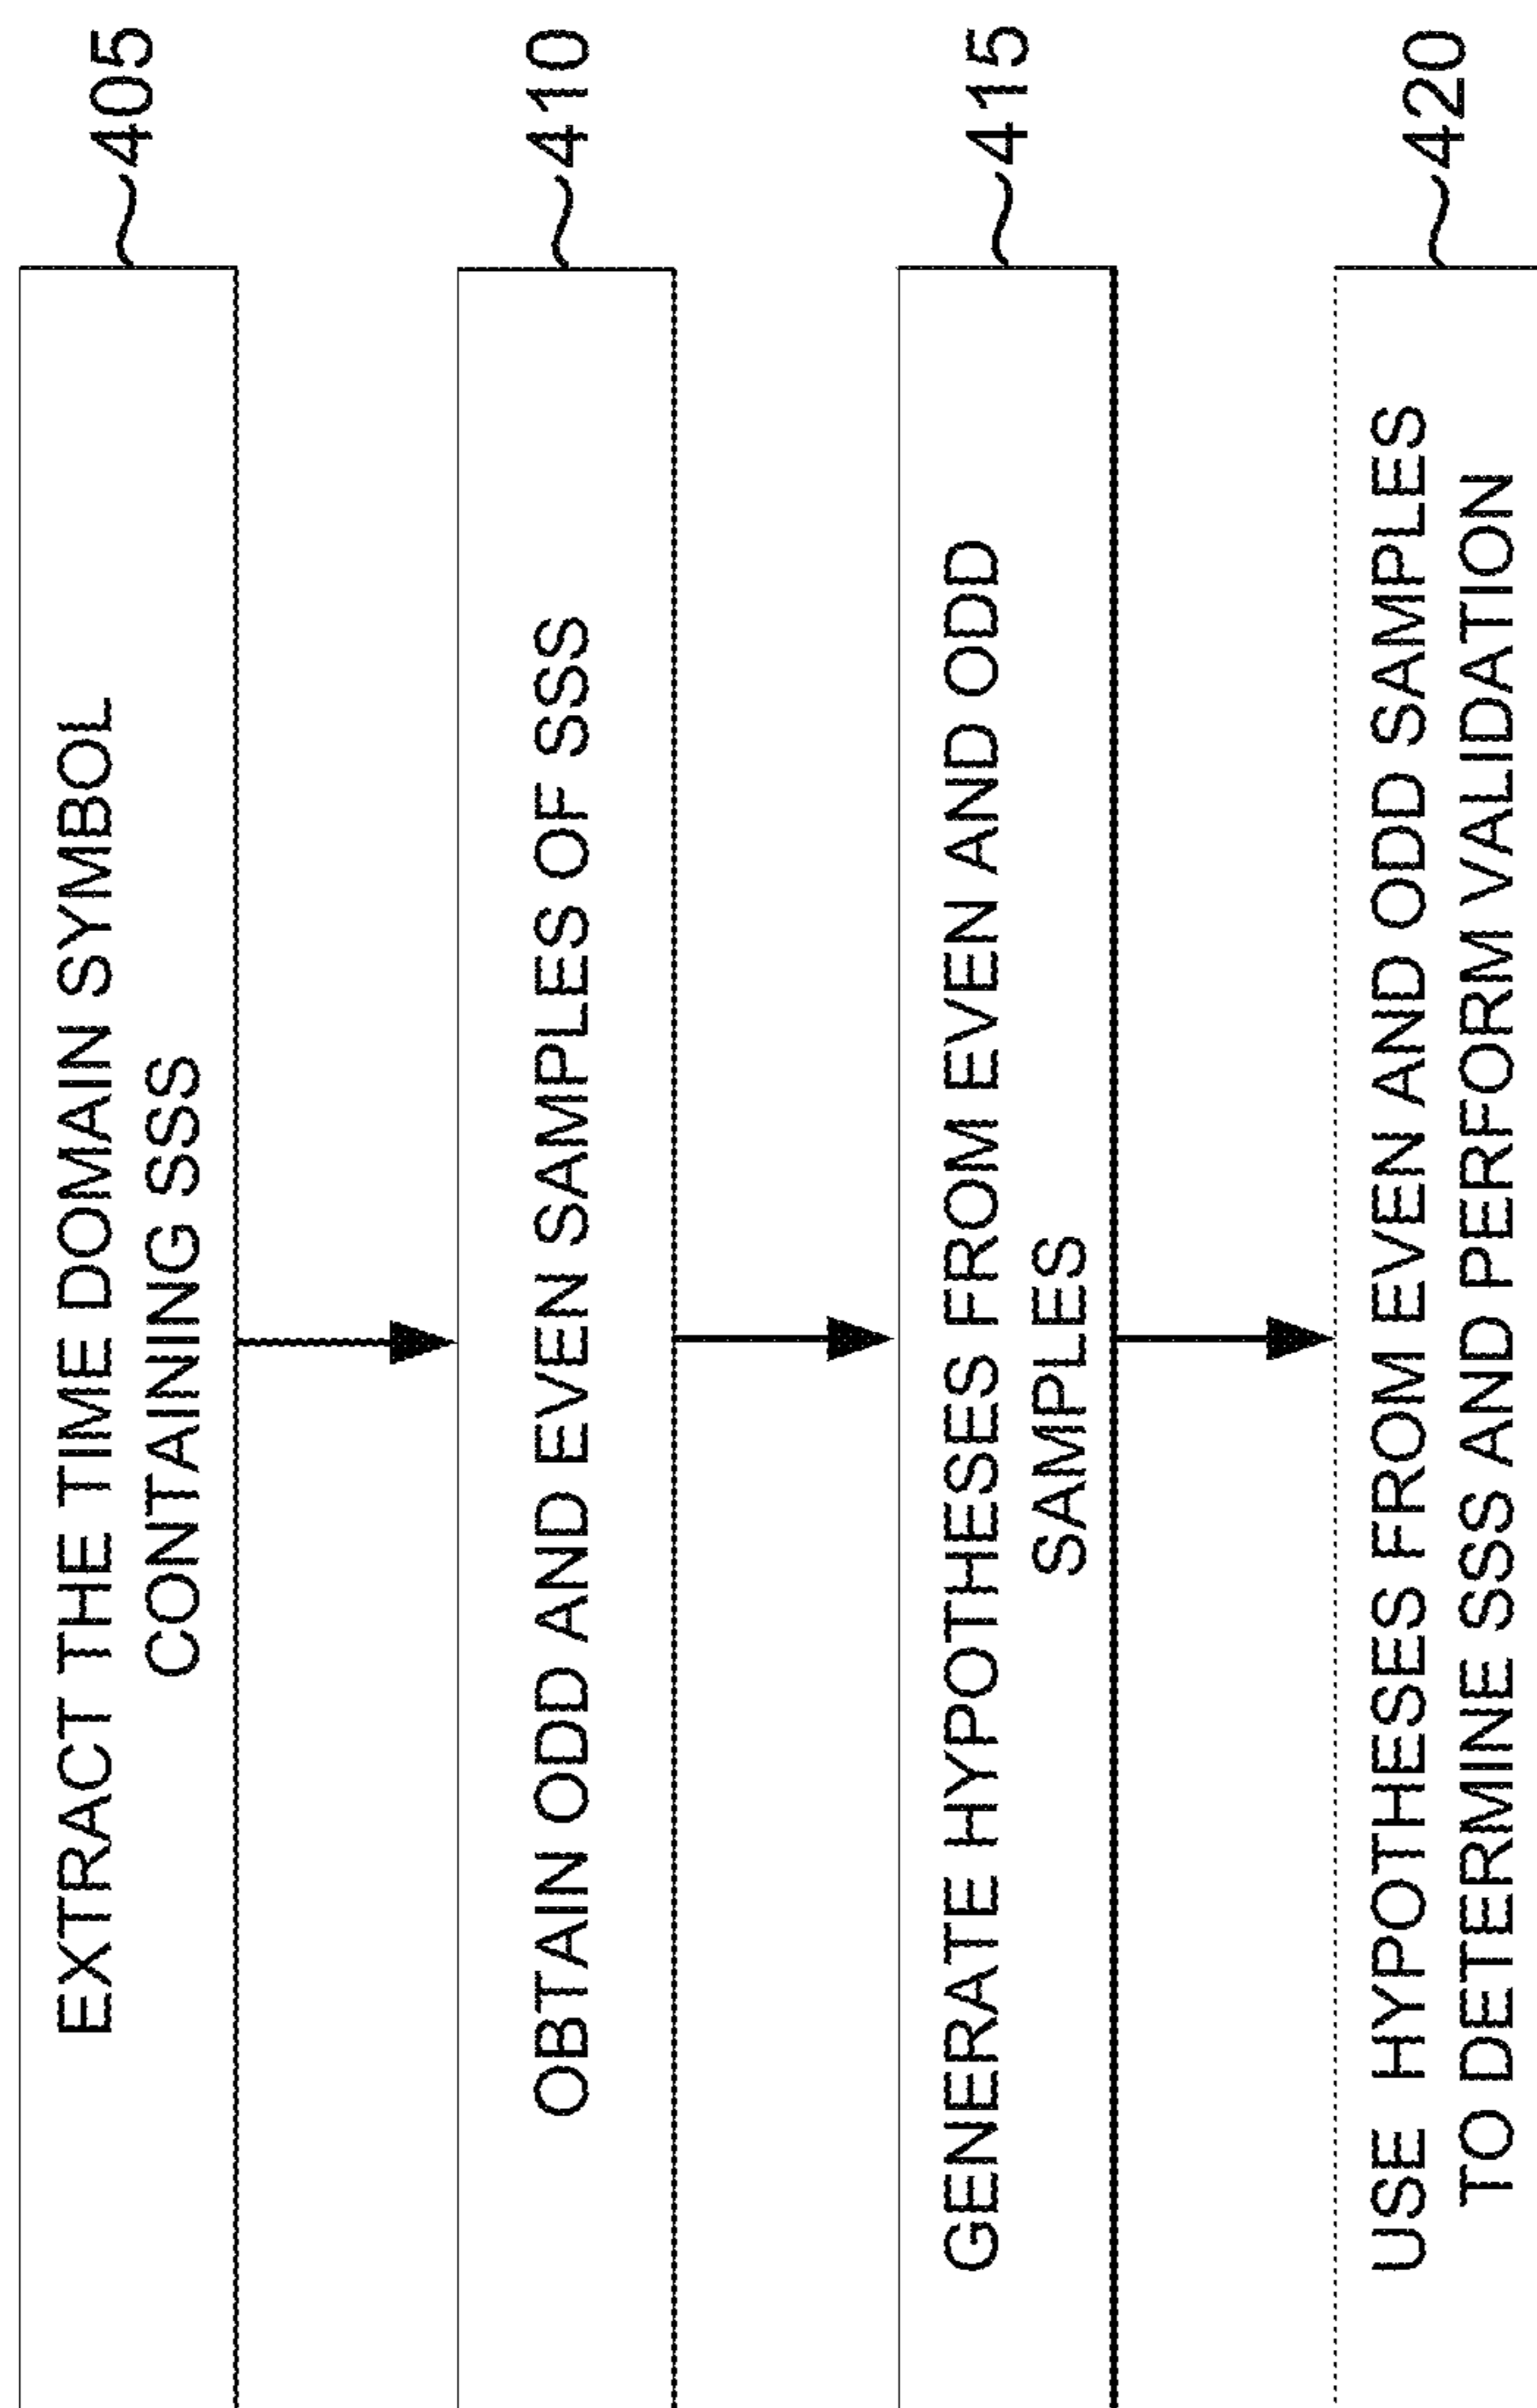 EXTRACT THE TIME DOMAIN SYMBOL
CONTAINING SSS
405
OBTAIN ODD AND EVEN SAMPLES OF SSS
410
GENERATE HYPOTHESES FROM EVEN AND ODD
SAMPLES
415
USE HYPOTHESES FROM EVEN AND ODD SAMPLES
TO DETERMINE SSS AND PERFORM VALIDATION
420